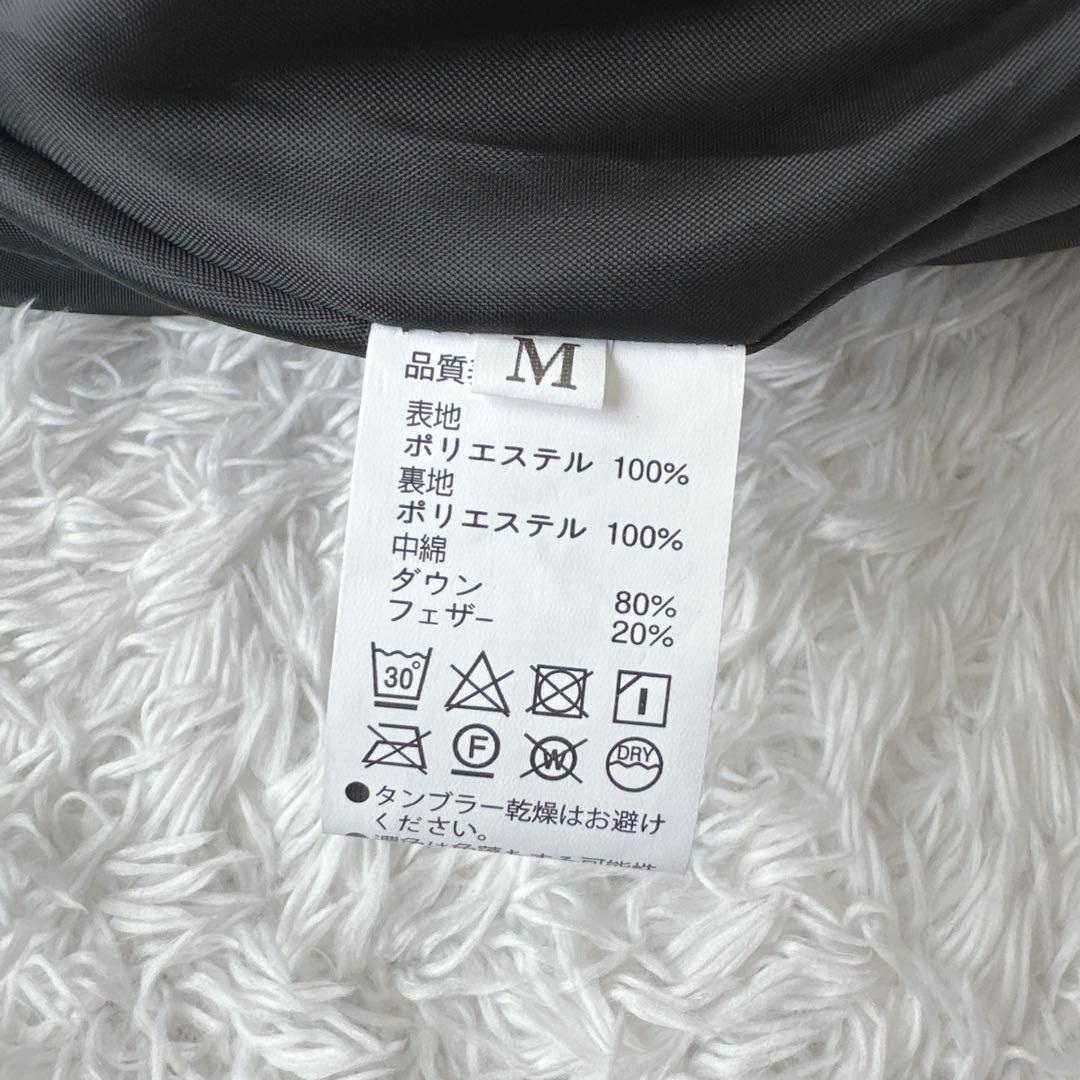 M
品質
表地
ポリエステル 100%
裏地
ポリエステル 100%
中綿
ダウン 80%
フェザー 20%
30°
F W DRY
●タンブラー乾燥はお避け
ください。